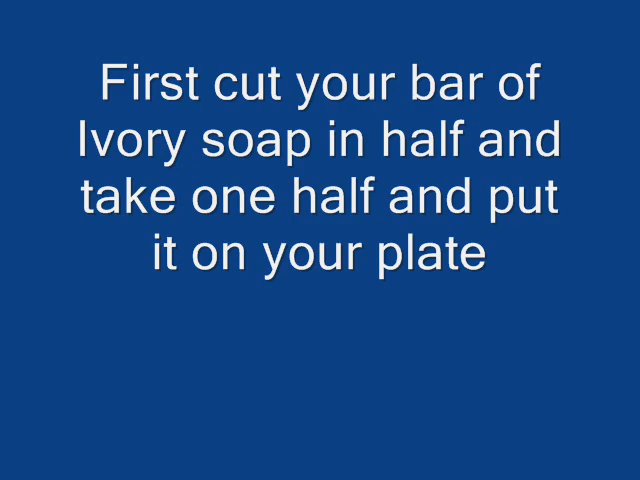 First cut your bar of
Ivory soap in half and
take one half and put
it on your plate